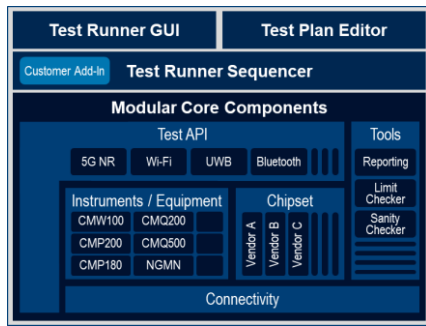 Test Runner GUI
Test Plan Editor
Customer Add-In
Test Runner Sequencer
Modular Core Components
Test API
5G NR
Wi-Fi
UWB
Bluetooth
Tools
Reporting
Limit
Checker
Sanity
Checker
Instruments / Equipment
CMW100
CMQ200
CMP200
CMQ500
CMP180
NGMN
Chipset
Vendor A
Vendor B
Vendor C
Connectivity